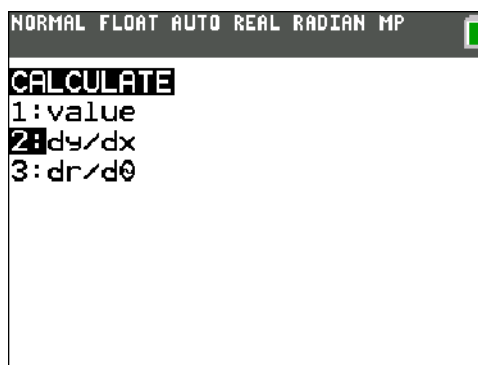 NORMAL FLOAT AUTO REAL RADIAN MP
CALCULATE
1:value
2:dy/dx
3:dr/dθ